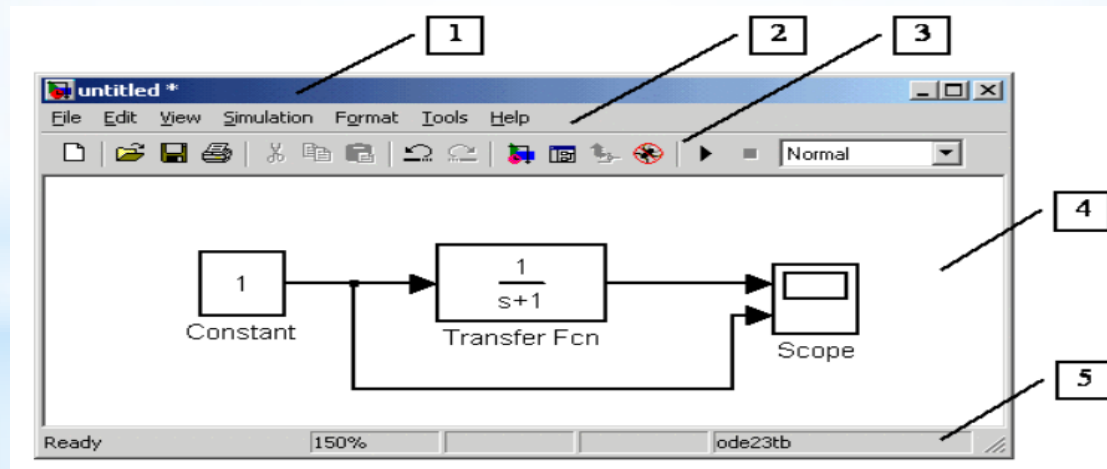 1 2 3
untitled *
File Edit View Simulation Format Tools Help
Normal
4
1
1
s+1
Constant
Transfer Fcn
Scope
5
Ready 150% ode23tb